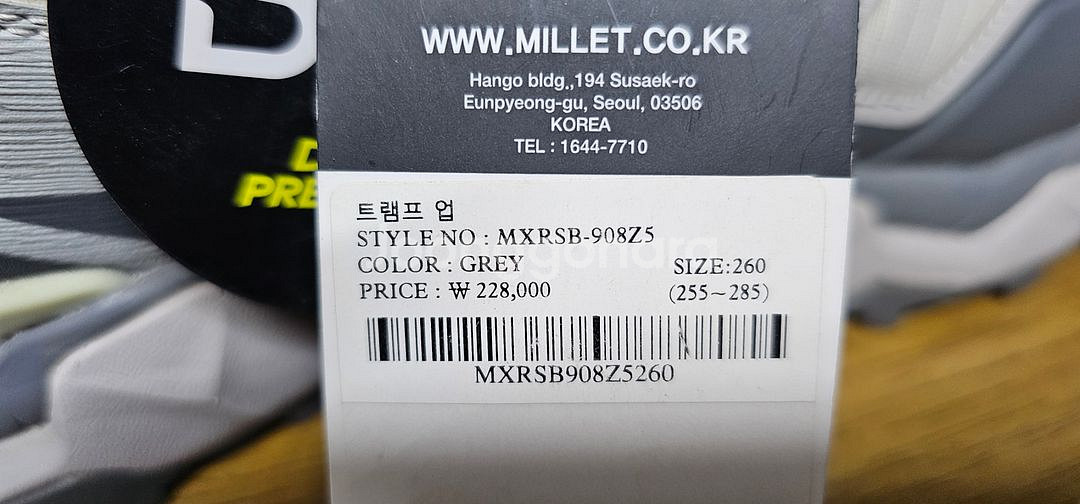 WWW.MILLET.CO.KR
Hango bldg.,194 Susaek-ro
Eunpyeong-gu, Seoul, 03506
KOREA
TEL : 1644-7710
트램프 업
STYLE NO : MXRSB-908Z5
COLOR : GREY
SIZE:260
PRICE : ₩ 228,000
(255~285)
MXRSB908Z5260